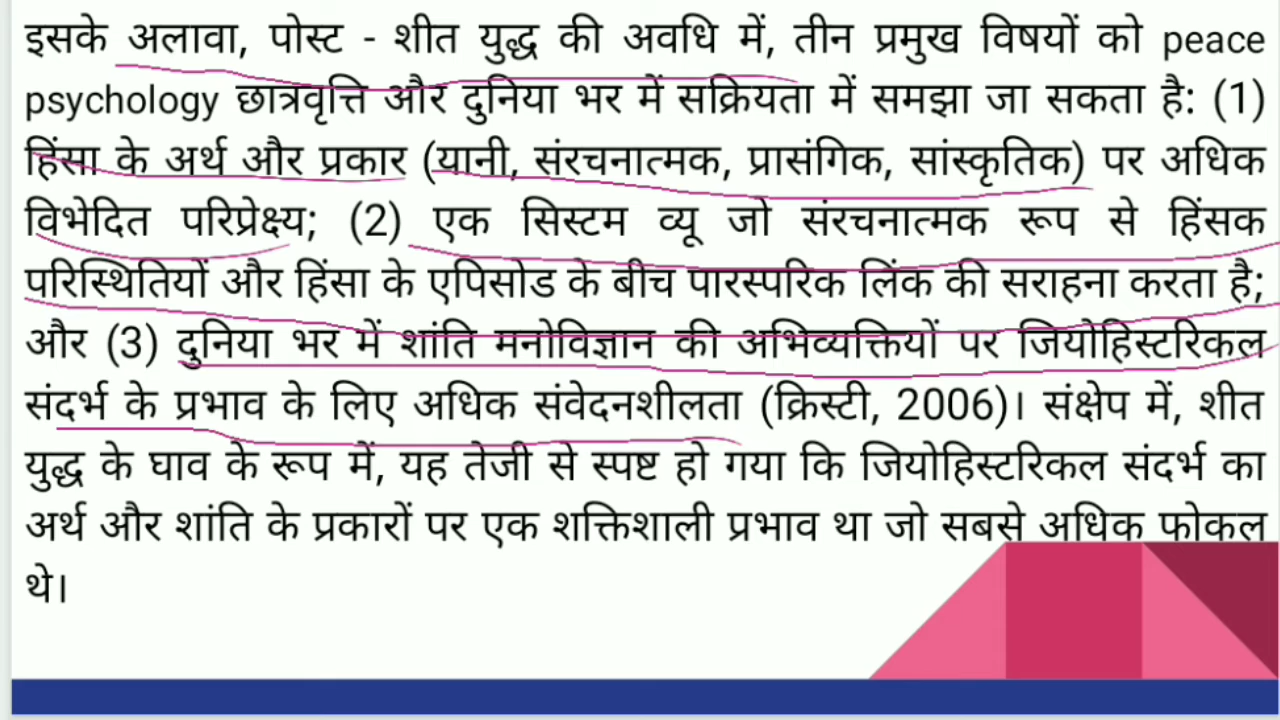 इसके अलावा, पोस्ट - शीत युद्ध की अवधि में, तीन प्रमुख विषयों को peace
psychology छात्रवृत्ति और दुनिया भर में सक्रियता में समझा जा सकता है: (1)
हिंसा के अर्थ और प्रकार (यानी, संरचनात्मक, प्रासंगिक, सांस्कृतिक) पर अधिक
विभेदित परिप्रेक्ष्य; (2) एक सिस्टम व्यू जो संरचनात्मक रूप से हिंसक
परिस्थितियों और हिंसा के एपिसोड के बीच पारस्परिक लिंक की सराहना करता है;
और (3) दुनिया भर में शांति मनोविज्ञान की अभिव्यक्तियों पर जियोहिस्टरिकल
संदर्भ के प्रभाव के लिए अधिक संवेदनशीलता (क्रिस्टी, 2006)। संक्षेप में, शीत
युद्ध के घाव के रूप में, यह तेजी से स्पष्ट हो गया कि जियोहिस्टरिकल संदर्भ का
अर्थ और शांति के प्रकारों पर एक शक्तिशाली प्रभाव था जो सबसे अधिक फोकल
थे।